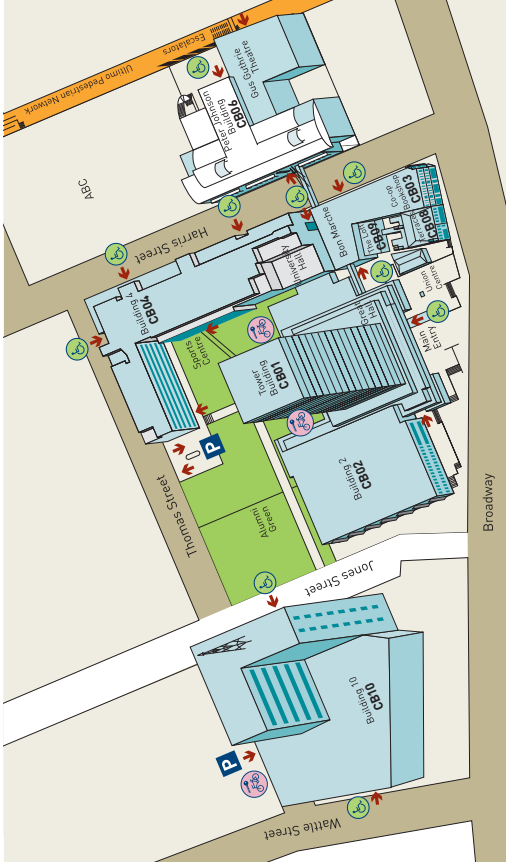 Escalators
Ultimo Pedestrian Network
Gus Guthrie
Theatre
CB06
Building
Peter Johnson
ABC
Harris Street
CB03
Co-op
Bookshop
CB08
Terraces
CB09
The Loft
Bon Marche
University
Hall
CB04
Building 4
Great
Hall
Union
Centre
Main
Entry
Sports
Centre
Tower
Building
CB01
P
Building 2
CB02
Thomas Street
Alumni
Green
Broadway
Jones Street
Building 10
CB10
P
Wattle Street